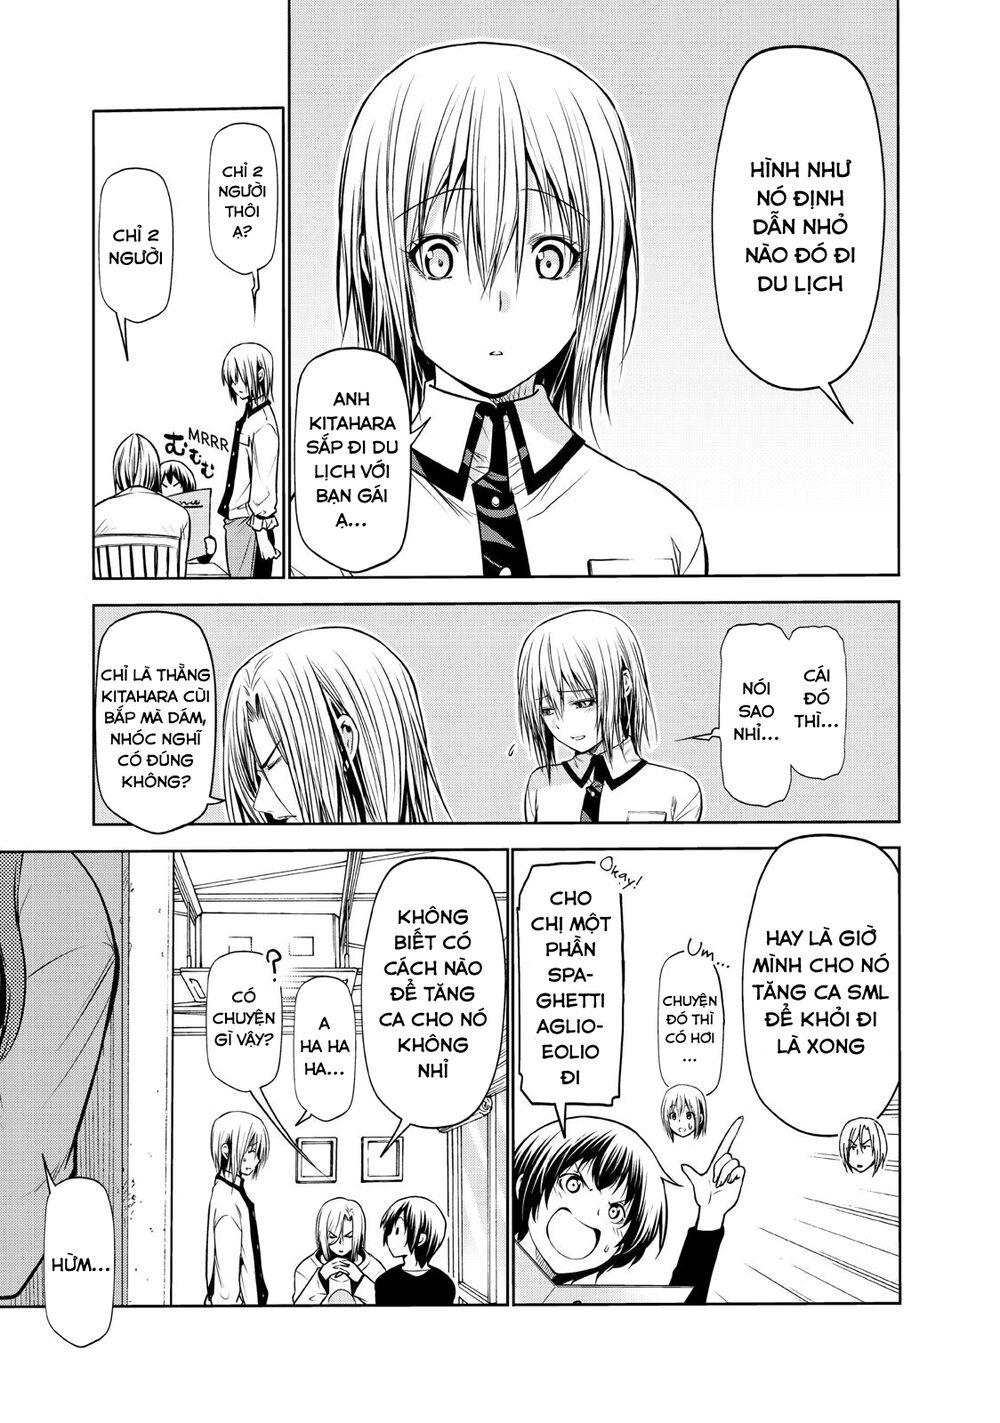 HÌNH NHƯ
NÓ ĐỊNH
DẪN NHỎ
NÀO ĐÓ ĐI
DU LỊCH
ANH
KITAHARA
SẮP ĐI DU
LỊCH VỚI
BẠN GÁI
Ạ...
CHỈ 2
NGƯỜI
THÔI
Ạ?
CHỈ 2
NGƯỜI
MRRR
むむむ
CÁI
ĐÓ
THÌ...
NÓI
SAO
NHỈ...
CHỈ LÀ THẰNG
KITAHARA CÙI
BẮP MÀ DÁM,
NHÓC NGHĨ
CÓ ĐÚNG
KHÔNG?
HAY LÀ GIỜ
MÌNH CHO NÓ
TĂNG CA SML
ĐỂ KHỎI ĐI
LÀ XONG
Um...
CHUYỆN
ĐÓ THÌ
CÓ HƠI
...
Okay!
CHO
CHỊ MỘT
PHẦN
SPA-
GHETTI
AGLIO-
EOLIO
ĐI
KHÔNG
BIẾT CÓ
CÁCH NÀO
ĐỂ TĂNG
CA CHO NÓ
KHÔNG
NHỈ
A
HA HA
HA...
?
CÓ
CHUYỆN
GÌ VẬY?
HỪM...